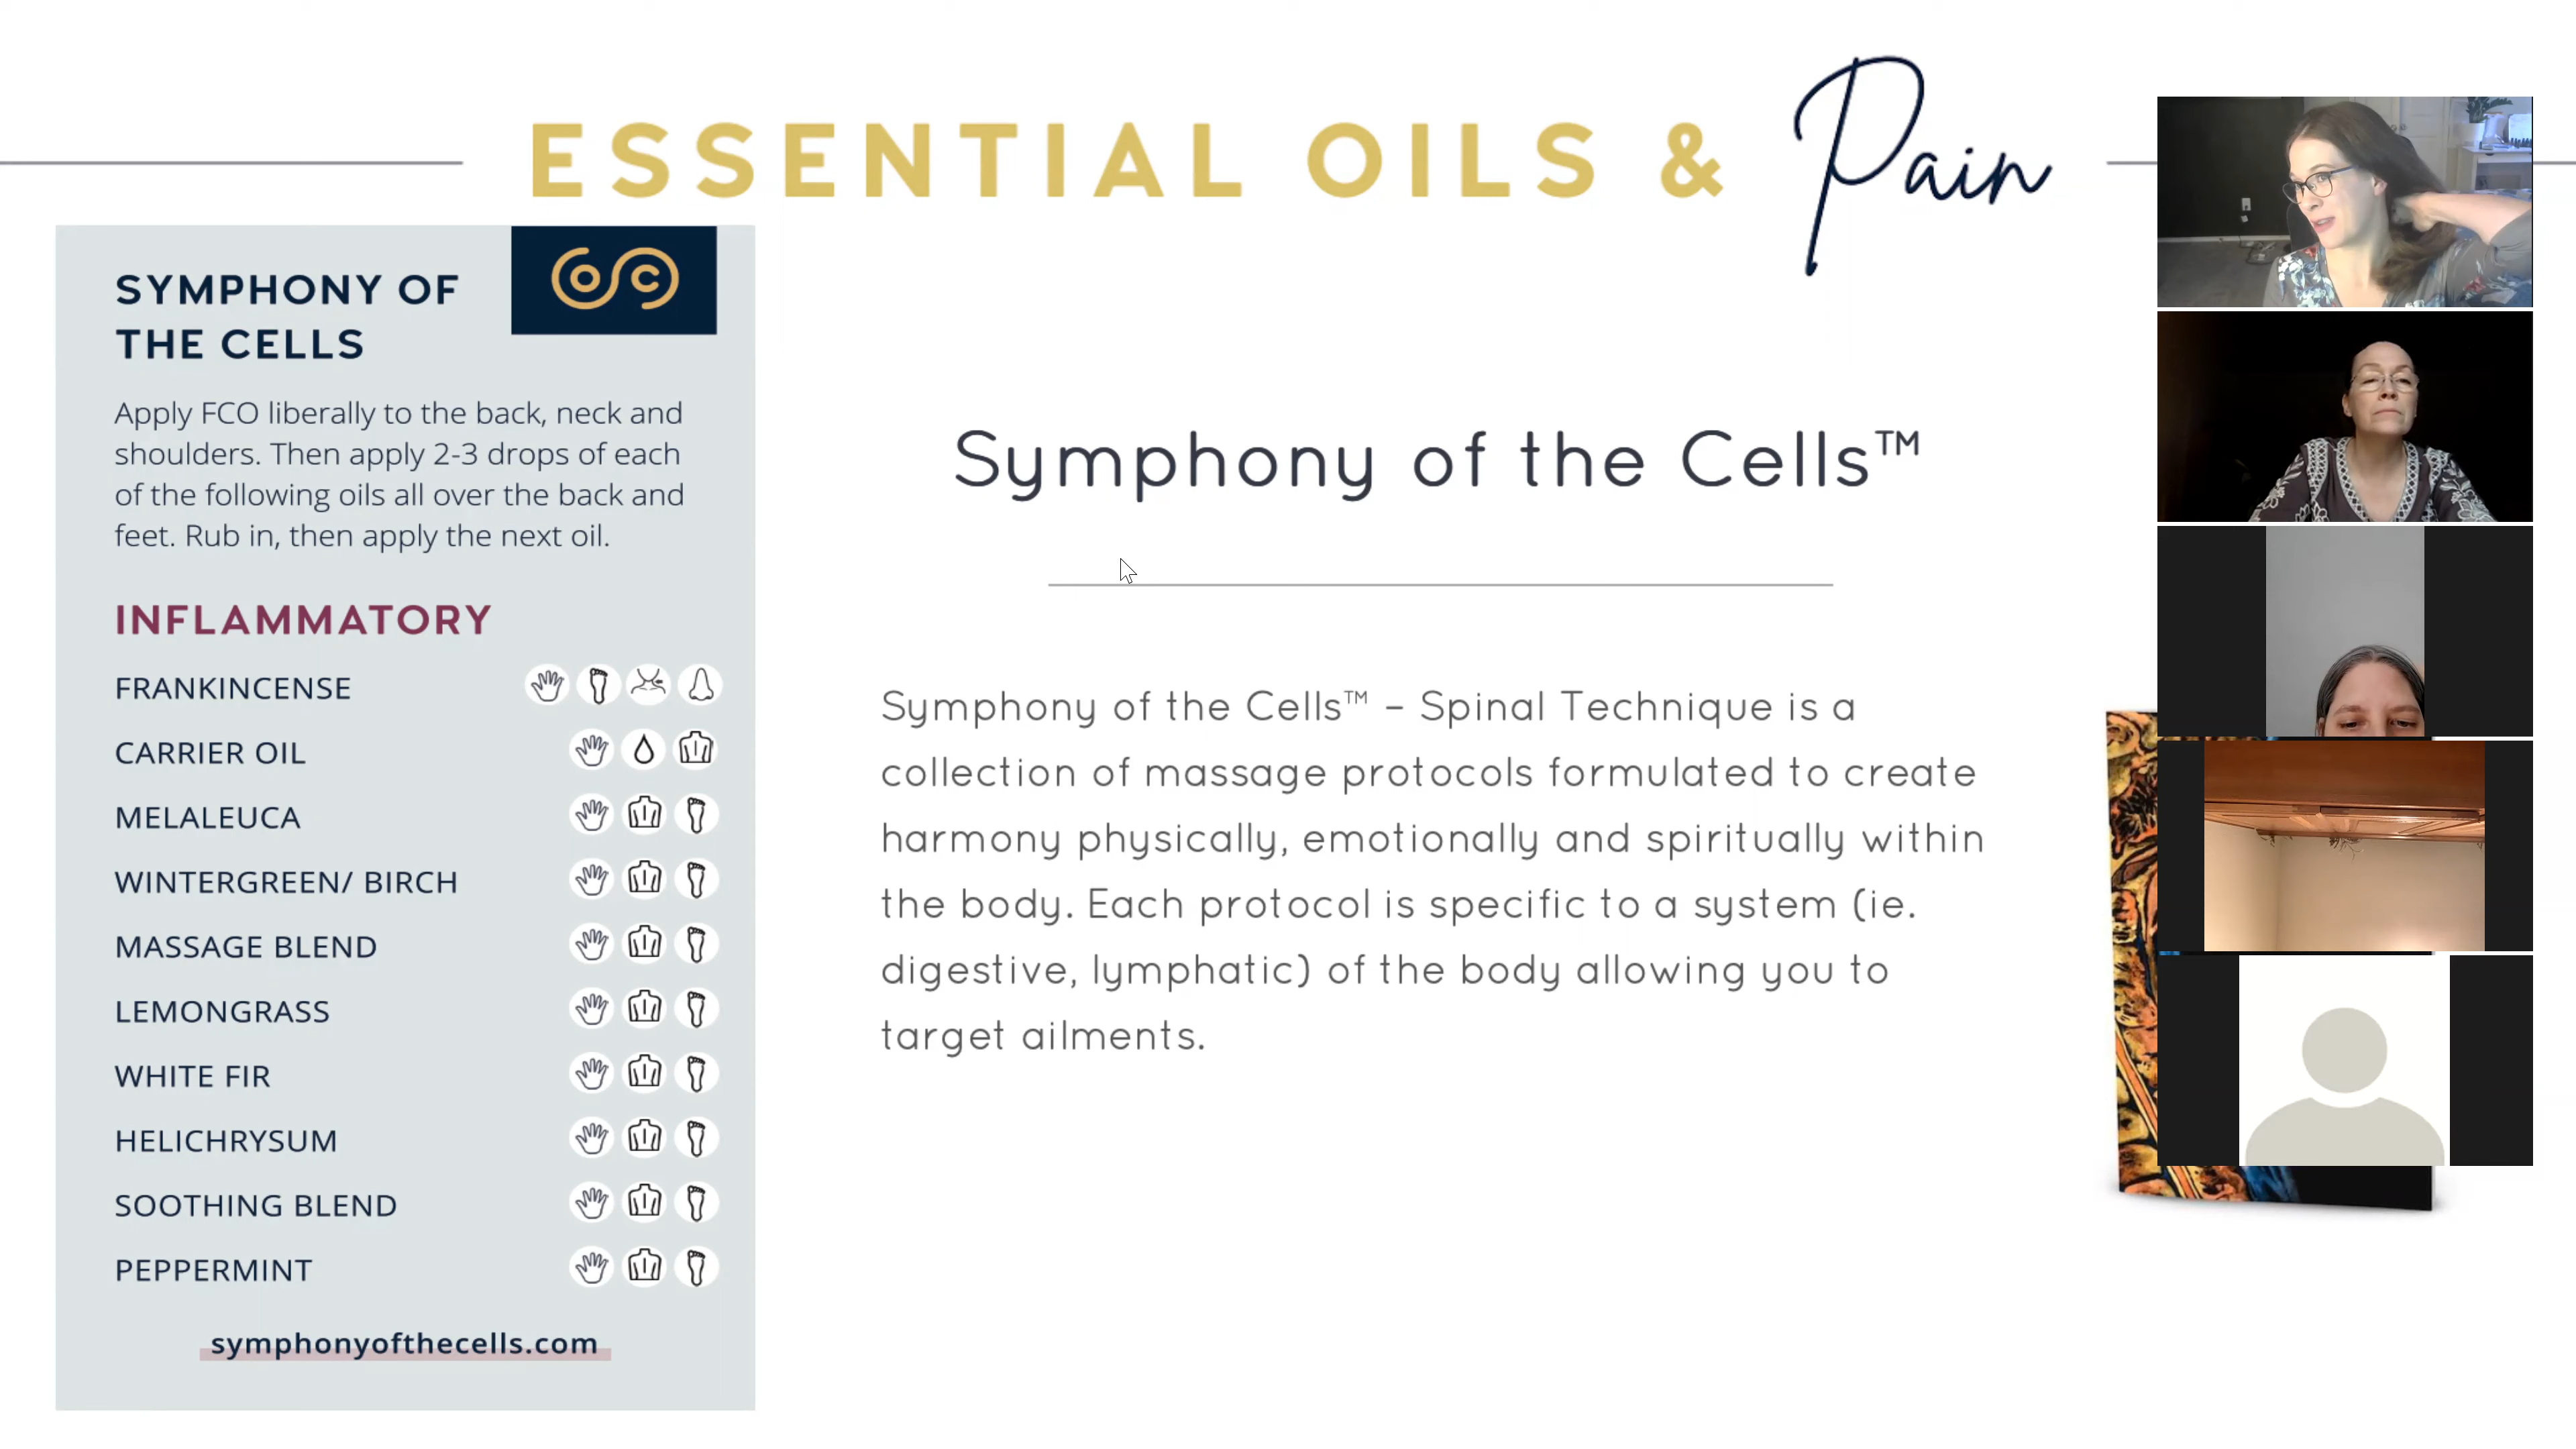 ESSENTIAL OILS & Pain
SYMPHONY OF
THE CELLS
Apply FCO liberally to the back, neck and
shoulders. Then apply 2-3 drops of each
of the following oils all over the back and
feet. Rub in, then apply the next oil.
INFLAMMATORY
FRANKINCENSE
CARRIER OIL
MELALEUCA
WINTERGREEN/ BIRCH
MASSAGE BLEND
LEMONGRASS
WHITE FIR
HELICHRYSUM
SOOTHING BLEND
PEPPERMINT
symphonyofthecells.com
Symphony of the Cells™
Symphony of the Cells™ – Spinal Technique is a
collection of massage protocols formulated to create
harmony physically, emotionally and spiritually within
the body. Each protocol is specific to a system (ie.
digestive, lymphatic) of the body allowing you to
target ailments.